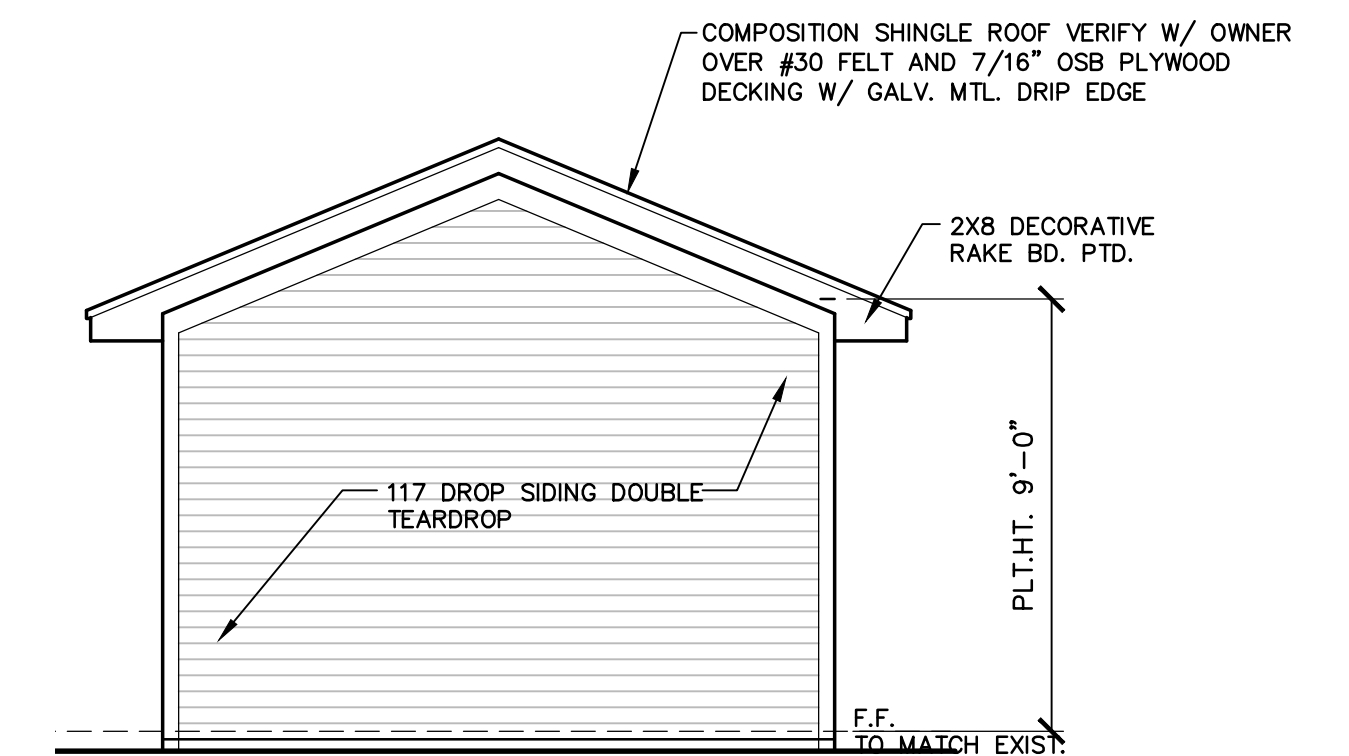 COMPOSITION SHINGLE ROOF VERIFY W/ OWNER
OVER #30 FELT AND 7/16” OSB PLYWOOD
DECKING W/ GALV. MTL. DRIP EDGE
2X8 DECORATIVE
RAKE BD. PTD.
117 DROP SIDING DOUBLE
TEARDROP
PLT.HT. 9'-0”
F.F.
TO MATCH EXIST.